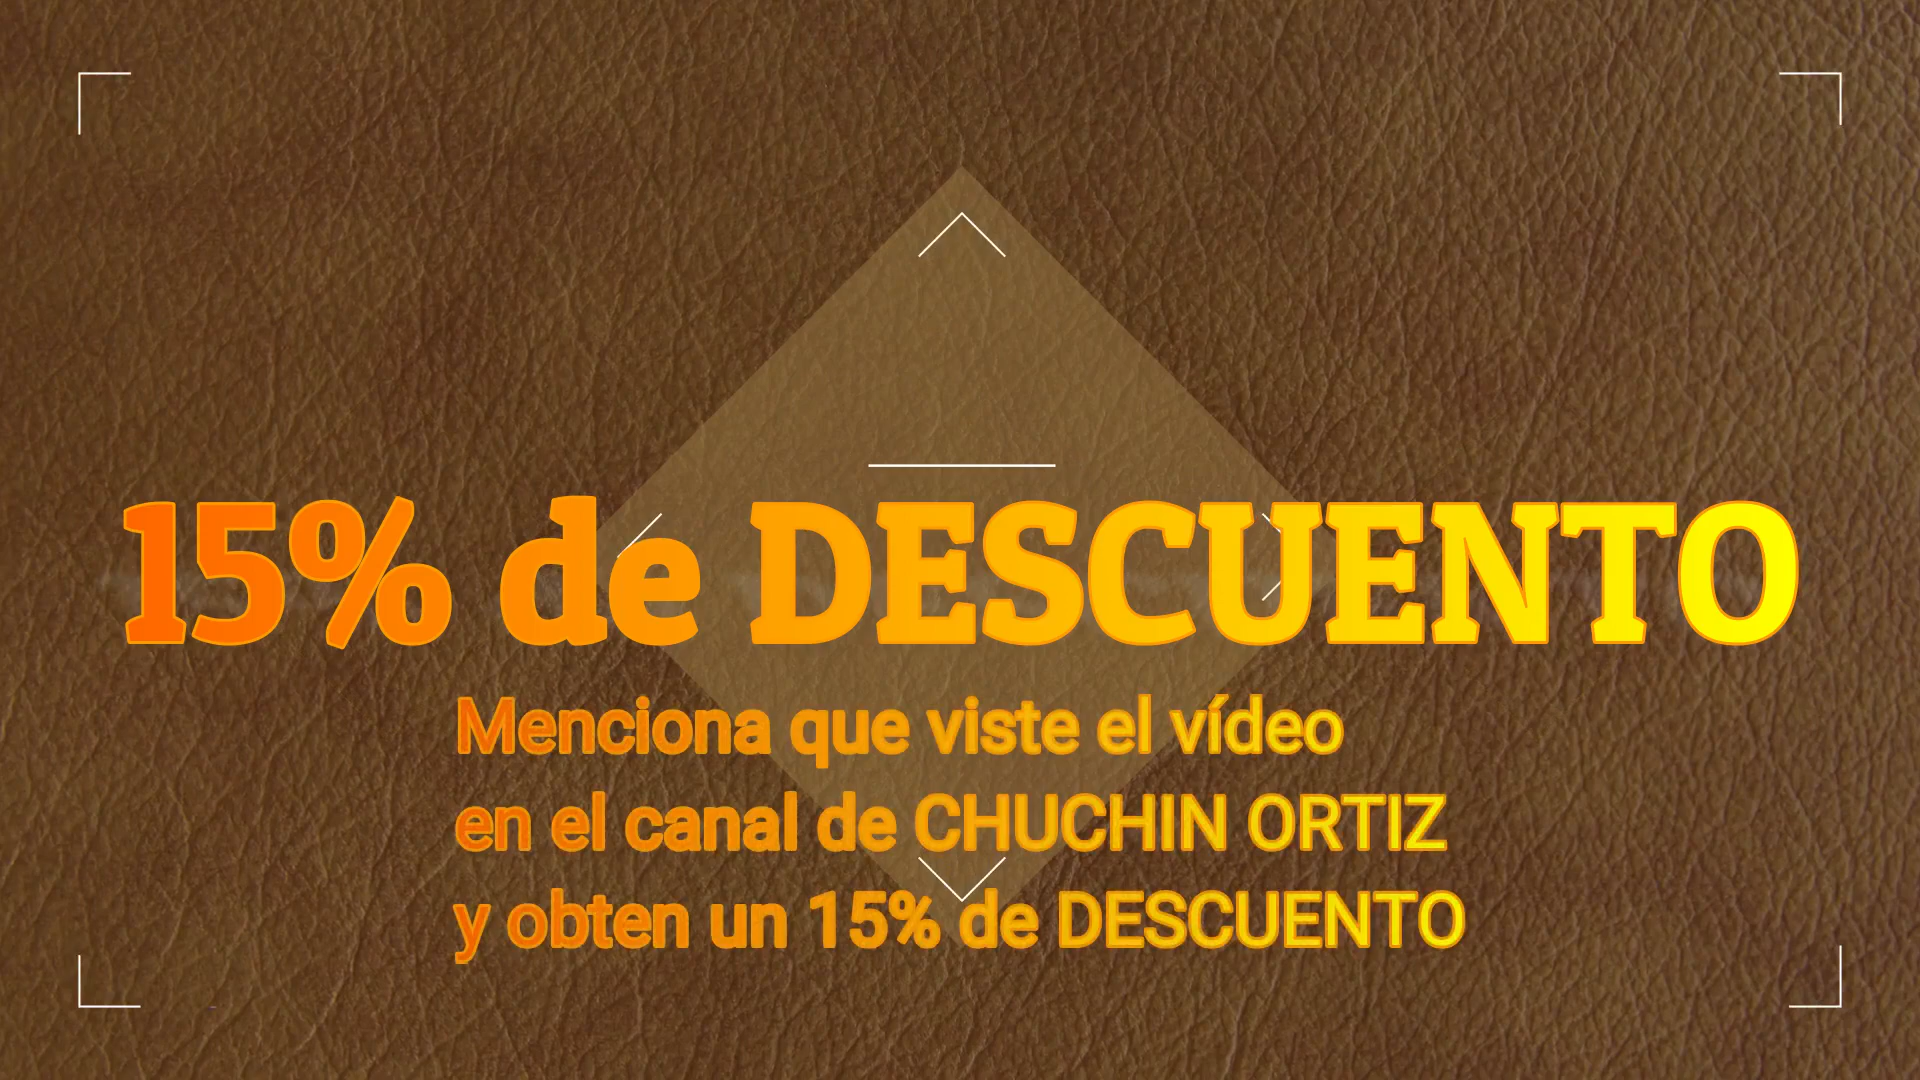 15% de DESCUENTO
Menciona que viste el vídeo
en el canal de CHUCHIN ORTIZ
y obten un 15% de DESCUENTO